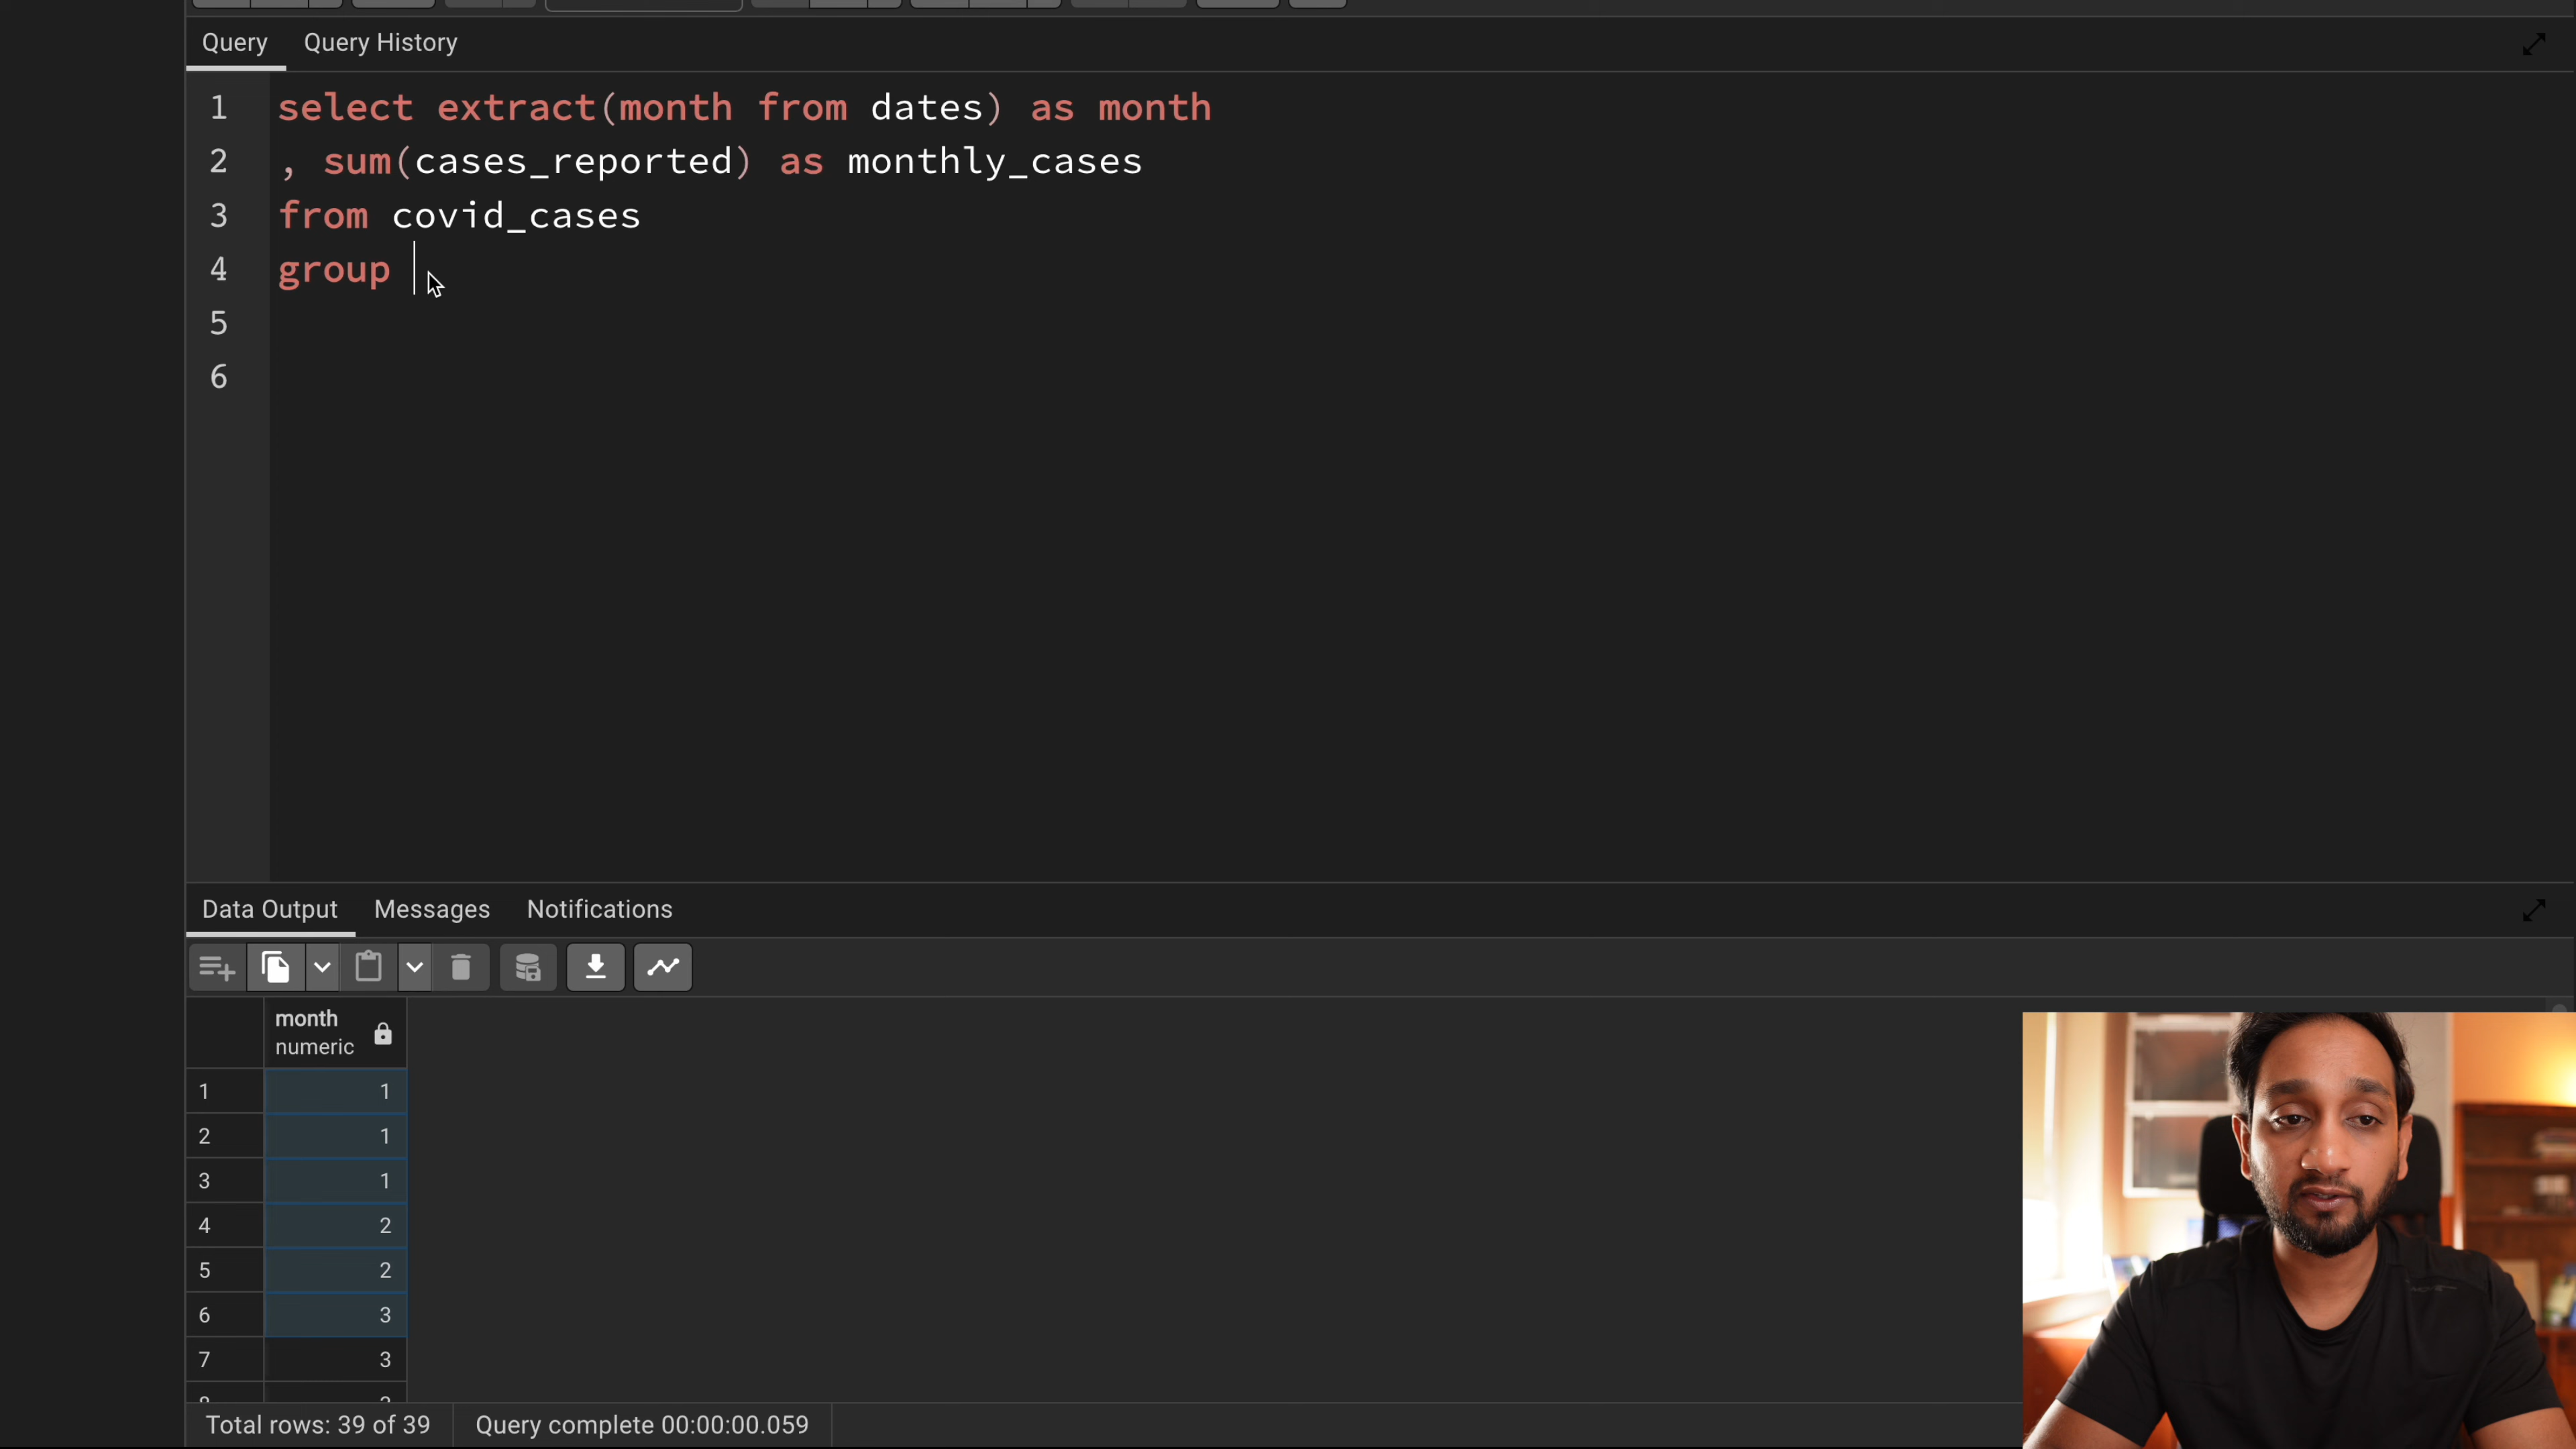 Query Query History
1 select extract(month from dates) as month
2 , sum(cases_reported) as monthly_cases
3 from covid_cases
4 group
5
6
Data Output Messages Notifications
month
numeric
1 1
2 1
3 1
4 2
5 2
6 3
7 3
Total rows: 39 of 39 Query complete 00:00:00.059